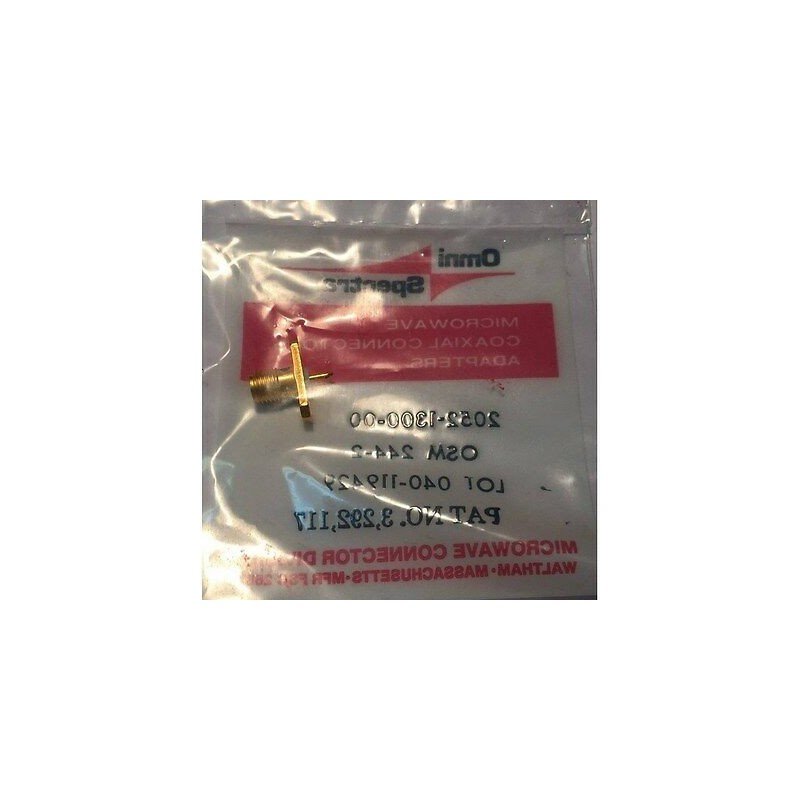 Omni
Spectra
MICROWAVE
COAXIAL CONNECTO
ADAPTERS
2052-1300-00
OSM 244-2
LOT 040-119429
PAT NO. 3,292,117
MICROWAVE CONNECTOR
WALTHAM • MASSACHUSETTS • MFR